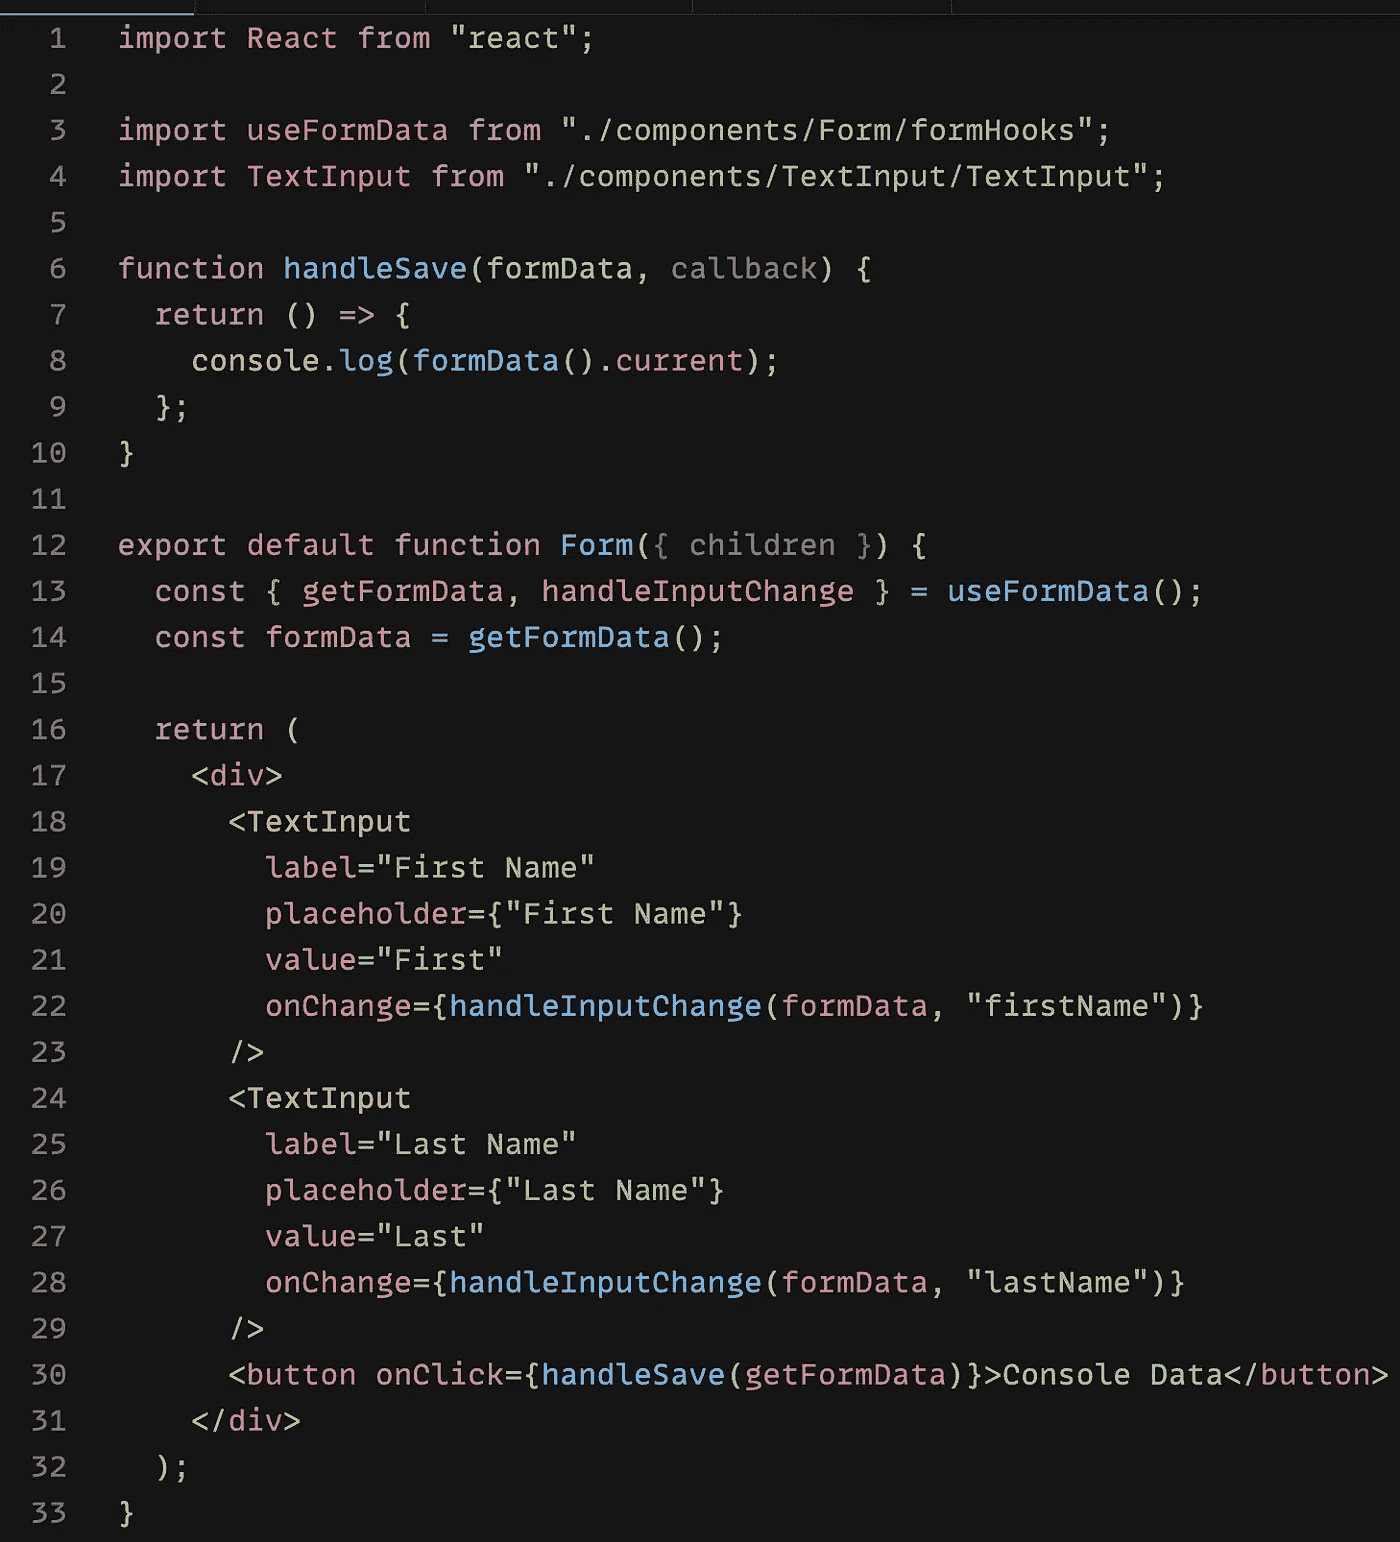 1 import React from "react";
2
3 import useFormData from "./components/Form/formHooks";
4 import TextInput from "./components/TextInput/TextInput";
5
6 function handleSave(formData, callback) {
7   return () => {
8     console.log(formData().current);
9   };
10 }
11
12 export default function Form({ children }) {
13   const { getFormData, handleInputChange } = useFormData();
14   const formData = getFormData();
15
16   return (
17     <div>
18       <TextInput
19         label="First Name"
20         placeholder={"First Name"}
21         value="First"
22         onChange={handleInputChange(formData, "firstName")}
23       />
24       <TextInput
25         label="Last Name"
26         placeholder={"Last Name"}
27         value="Last"
28         onChange={handleInputChange(formData, "lastName")}
29       />
30       <button onClick={handleSave(getFormData)}>Console Data</button>
31     </div>
32   );
33 }